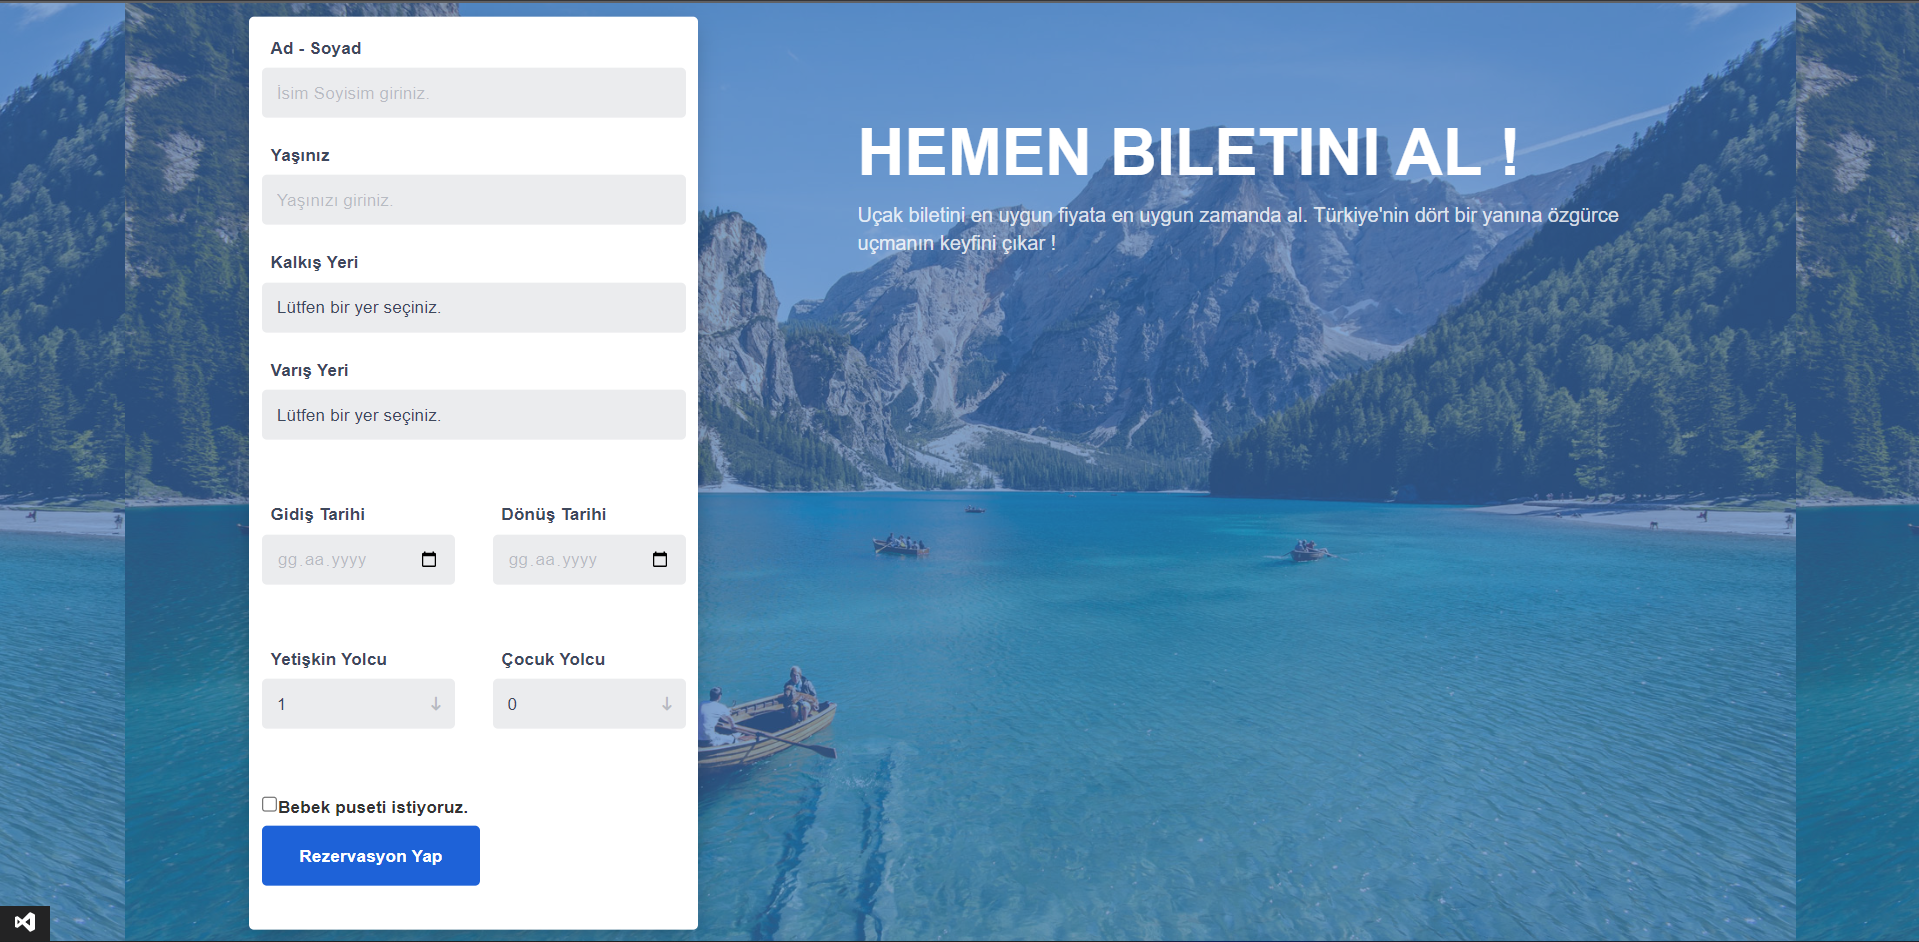 Ad - Soyad
İsim Soyisim giriniz.
Yaşınız
Yaşınızı giriniz.
Kalkış Yeri
Lütfen bir yer seçiniz.
Varış Yeri
Lütfen bir yer seçiniz.
Gidiş Tarihi
Dönüş Tarihi
gg.aa.yyyy
gg.aa.yyyy
Yetişkin Yolcu
Çocuk Yolcu
1
0
Bebek puseti istiyoruz.
Rezervasyon Yap
HEMEN BILETINI AL !
Uçak biletini en uygun fiyata en uygun zamanda al. Türkiye'nin dört bir yanına özgürce
uçmanın keyfini çıkar !